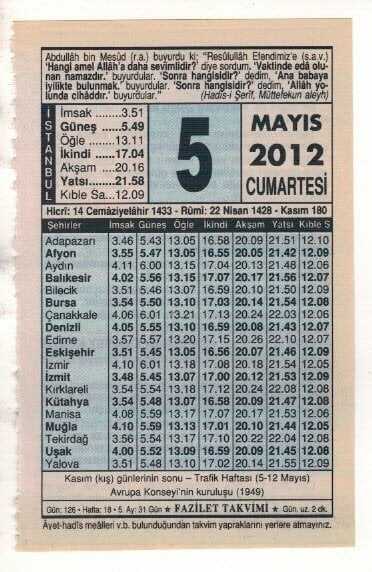 Abdullah bin Mesûd (r.a.) buyurdu ki; "Resûlullah Efendimiz'e (s.a.v.)
'Hangi amel Allâh'a daha sevimlidir?' diye sordum. 'Vaktinde edâ olu-
nan namazdır.' buyurdular. 'Sonra hangisidir?' dedim, 'Ana babaya
iyilikte bulunmak.' buyurdular. 'Sonra hangisidir?' dedim, 'Allâh yo-
lunda cihâddır.' buyurdular." (Hadîs-i Şerîf, Müttefekun aleyh)
İSTANBUL
İmsak ......3.51
Güneş ......5.49
Öğle .......13.11
İkindi ......17.04
Akşam ..20.16
Yatsı.......21.58
Kıble Sa...12.09
5
MAYIS
2012
CUMARTESİ
Hicrî: 14 Cemâziyelâhir 1433 - Rûmî: 22 Nisan 1428 - Kasım 180
Şehirler İmsak Güneş Öğle İkindi Akşam Yatsı Kıble S
Adapazarı 3.46 5.43 13.05 16.58 20.09 21.51 12.10
Afyon 3.55 5.47 13.05 16.55 20.05 21.42 12.09
Aydın 4.11 6.00 13.15 17.04 20.13 21.48 12.06
Balıkesir 4.02 5.56 13.15 17.07 20.17 21.56 12.07
Bilecik 3.51 5.46 13.07 16.59 20.10 21.50 12.09
Bursa 3.54 5.50 13.10 17.03 20.14 21.54 12.08
Çanakkale 4.06 6.01 13.21 17.13 20.24 22.03 12.06
Denizli 4.05 5.55 13.10 16.59 20.08 21.43 12.07
Edirne 3.57 5.57 13.20 17.15 20.26 22.10 12.07
Eskişehir 3.51 5.45 13.05 16.56 20.07 21.46 12.09
İzmir 4.10 6.01 13.18 17.08 20.18 21.54 12.05
İzmit 3.48 5.45 13.07 17.00 20.12 21.53 12.09
Kırklareli 3.54 5.54 13.18 17.12 20.24 22.08 12.08
Kütahya 3.54 5.48 13.07 16.58 20.09 21.47 12.08
Manisa 4.08 5.59 13.17 17.07 20.17 21.53 12.06
Muğla 4.10 5.59 13.13 17.01 20.10 21.44 12.05
Tekirdağ 3.56 5.54 13.16 17.10 20.22 22.04 12.08
Uşak 4.00 5.52 13.09 16.59 20.09 21.45 12.08
Yalova 3.51 5.48 13.10 17.02 20.14 21.55 12.09
Kasım (kış) günlerinin sonu – Trafik Haftası (5-12 Mayıs)
Avrupa Konseyi'nin kuruluşu (1949)
Gün: 126 • Hafta: 18 • 5. Ay: 31 Gün ★ FAZİLET TAKVİMİ ★ Gün. uz. 2 dk.
Âyet-hadîs meâlleri v.b. bulunduğundan takvim yapraklarını yerlere atmayınız.